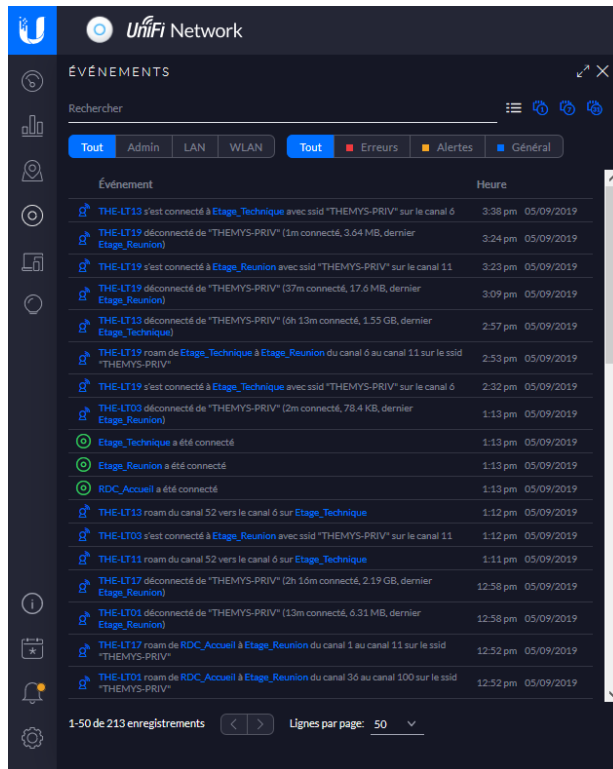 UniFi Network
ÉVÉNEMENTS
Rechercher
Tout Admin LAN WLAN Tout Erreurs Alertes Général
Événement Heure
THE-LT13 s'est connecté à Etage_Technique avec ssid "THEMYS-PRIV" sur le canal 6 3:38 pm 05/09/2019
THE-LT19 déconnecté de "THEMYS-PRIV" (1m connecté, 3.64 MB, dernier
Etage_Reunion) 3:24 pm 05/09/2019
THE-LT19 s'est connecté à Etage_Reunion avec ssid "THEMYS-PRIV" sur le canal 11 3:23 pm 05/09/2019
THE-LT19 déconnecté de "THEMYS-PRIV" (37m connecté, 17.6 MB, dernier
Etage_Reunion) 3:09 pm 05/09/2019
THE-LT13 déconnecté de "THEMYS-PRIV" (6h 13m connecté, 1.55 GB, dernier
Etage_Technique) 2:57 pm 05/09/2019
THE-LT19 roam de Etage_Technique à Etage_Reunion du canal 6 au canal 11 sur le ssid
"THEMYS-PRIV" 2:53 pm 05/09/2019
THE-LT19 s'est connecté à Etage_Technique avec ssid "THEMYS-PRIV" sur le canal 6 2:32 pm 05/09/2019
THE-LT03 déconnecté de "THEMYS-PRIV" (2m connecté, 78.4 KB, dernier
Etage_Reunion) 1:13 pm 05/09/2019
Etage_Technique a été connecté 1:13 pm 05/09/2019
Etage_Reunion a été connecté 1:13 pm 05/09/2019
RDC_Accueil a été connecté 1:13 pm 05/09/2019
THE-LT13 roam du canal 52 vers le canal 6 sur Etage_Technique 1:12 pm 05/09/2019
THE-LT03 s'est connecté à Etage_Reunion avec ssid "THEMYS-PRIV" sur le canal 11 1:12 pm 05/09/2019
THE-LT11 roam du canal 52 vers le canal 6 sur Etage_Technique 1:11 pm 05/09/2019
THE-LT17 déconnecté de "THEMYS-PRIV" (2h 16m connecté, 2.19 GB, dernier
Etage_Reunion) 12:58 pm 05/09/2019
THE-LT01 déconnecté de "THEMYS-PRIV" (13m connecté, 6.31 MB, dernier
Etage_Reunion) 12:58 pm 05/09/2019
THE-LT17 roam de RDC_Accueil à Etage_Reunion du canal 1 au canal 11 sur le ssid
"THEMYS-PRIV" 12:52 pm 05/09/2019
THE-LT01 roam de RDC_Accueil à Etage_Reunion du canal 36 au canal 100 sur le ssid
"THEMYS-PRIV" 12:52 pm 05/09/2019
1-50 de 213 enregistrements Lignes par page: 50